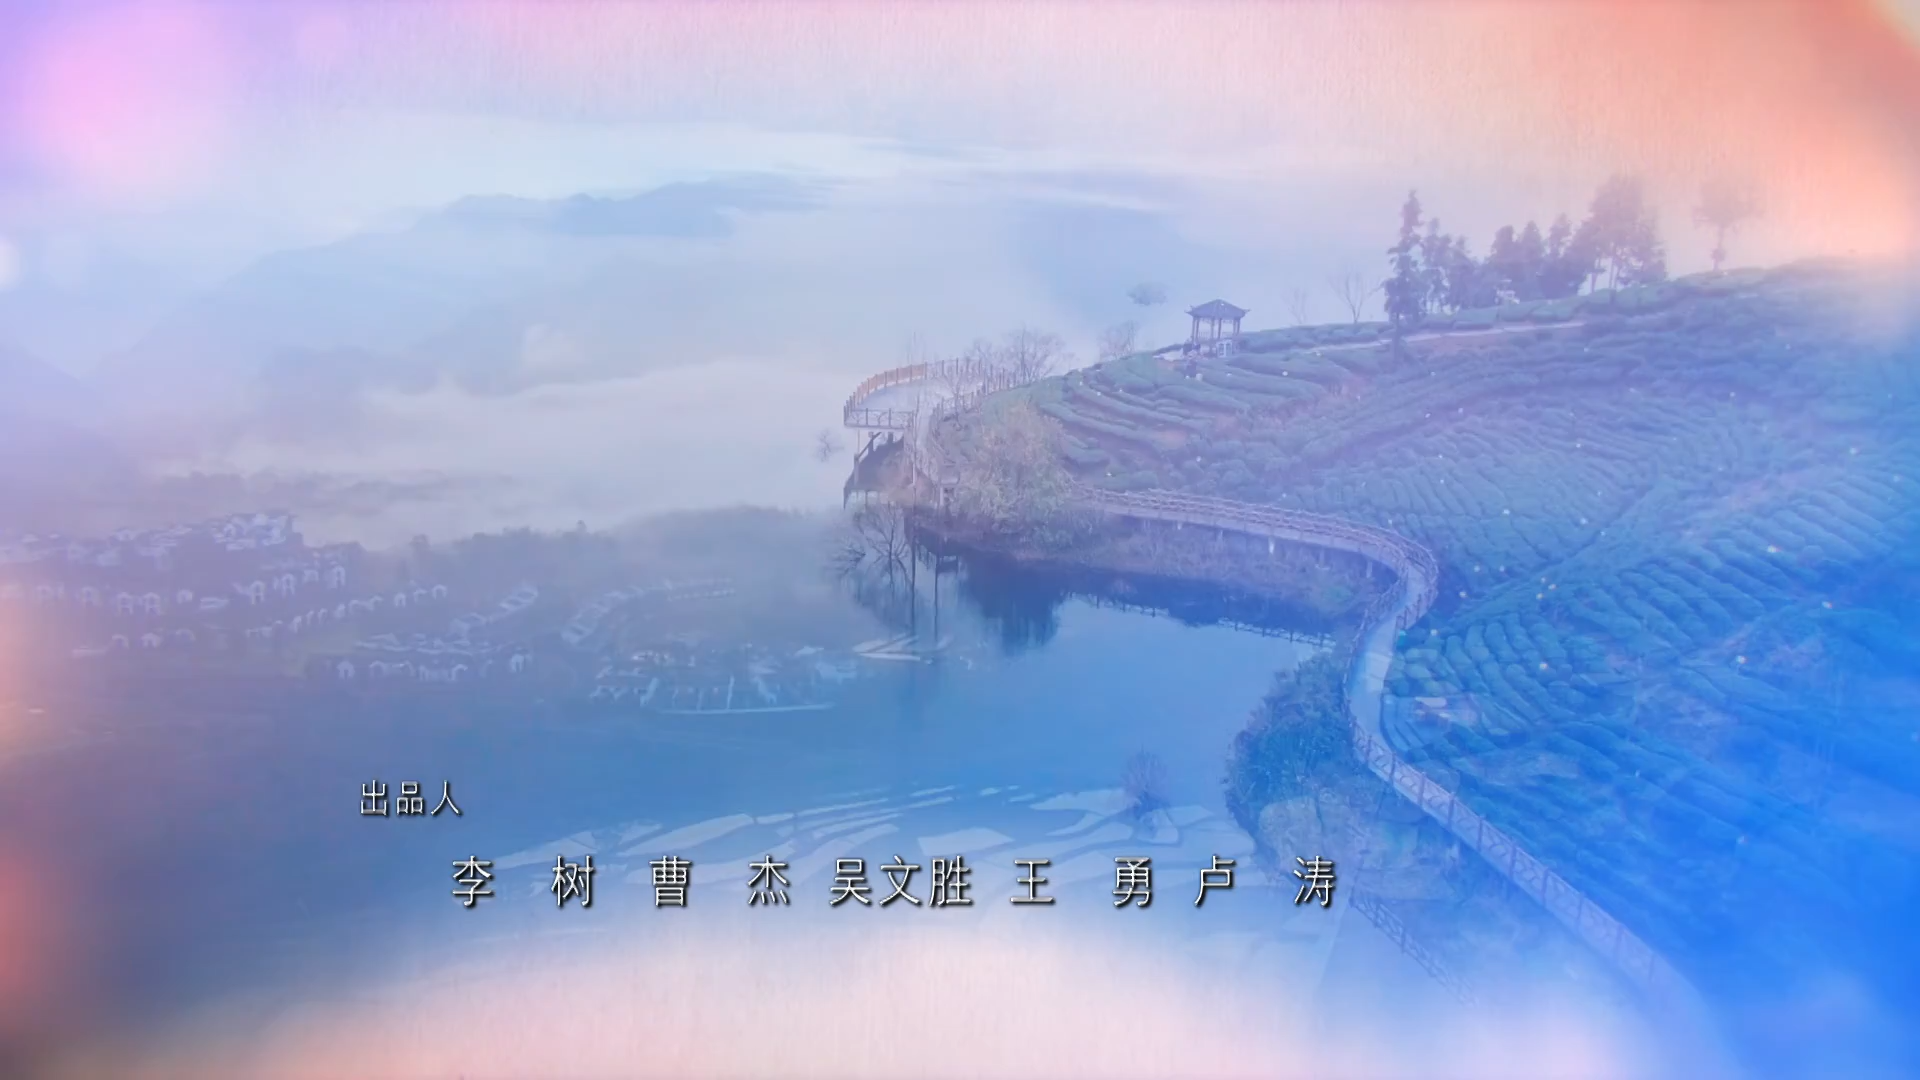 出品人
李 树 曹 杰 吴文胜 王 勇 卢 涛